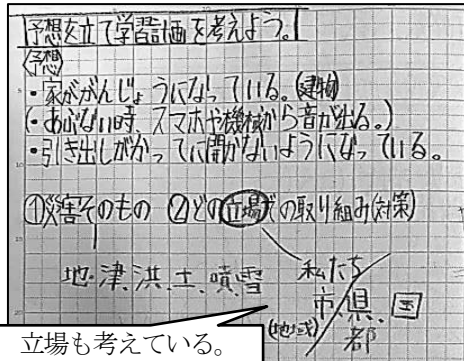 予想を立て学習計画を考えよう。
〈予想〉
・家ががんじょうになっている。(建物)
(・あぶない時、スマホや機械から音が出る。)
・引き出しがかってに開かないようになっている。
①災害そのもの ②どの立場での取り組み(対策)
地・津・洪・土・噴・雪
私たち
市 県、国
(地域) 都
立場も考えている。